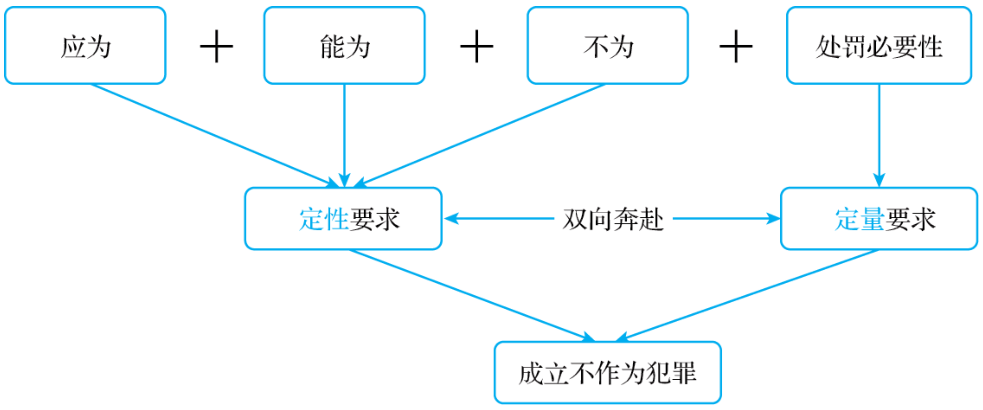 应为 + 能为 + 不为 + 处罚必要性
定性要求 双向奔赴 定量要求
成立不作为犯罪